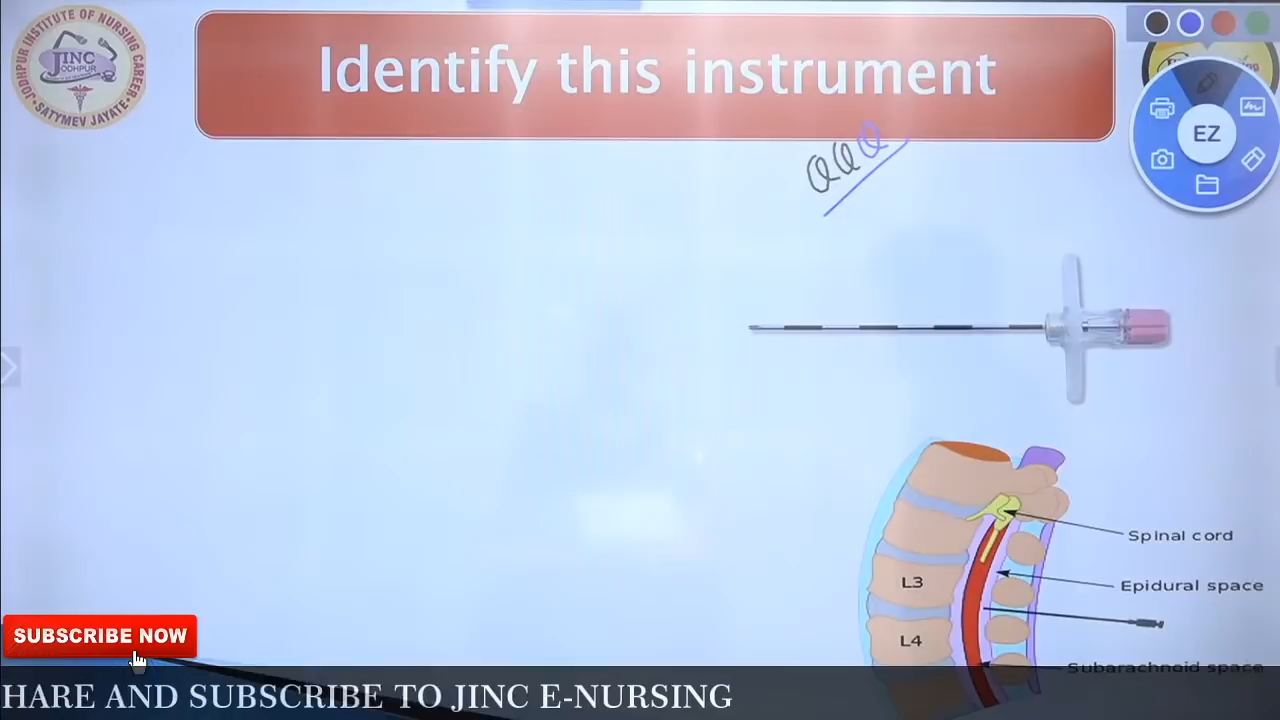 JODHPUR INSTITUTE OF NURSING CAREER
JINC
JODHPUR
SATYMEV JAYATE
Identify this instrument
EZ
QQQ
Spinal cord
Epidural space
L3
L4
Subarachnoid space
SUBSCRIBE NOW
HARE AND SUBSCRIBE TO JINC E-NURSING